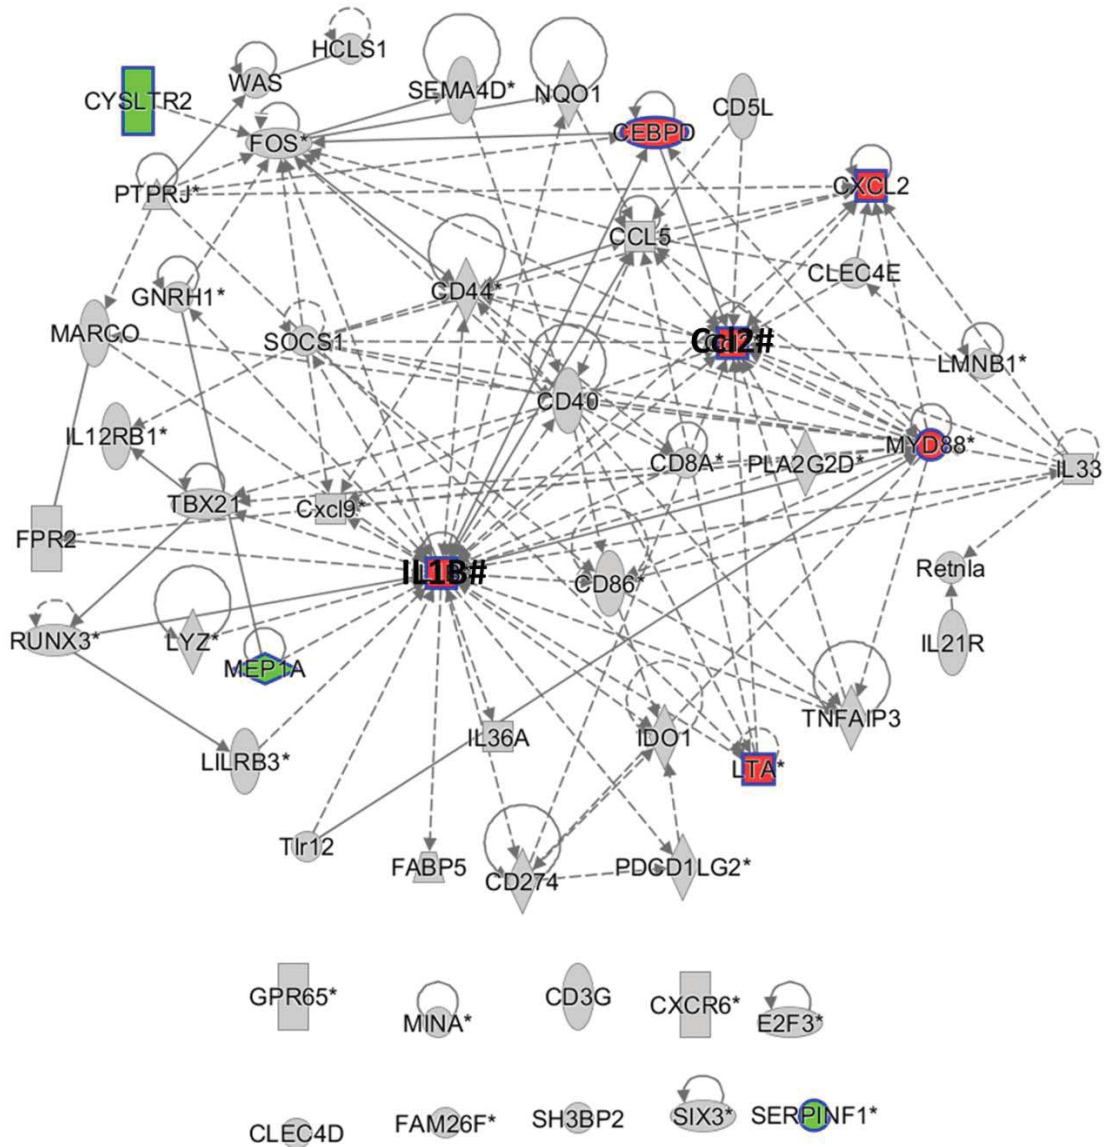 HCLS1
WAS
SEMA4D*
NQO1
CYSLTR2
CD5L
FOS*
CEBPD
PTPRJ*
CXCL2
CCL5
CLEC4E
GNRH1*
CD44*
MARCO
SOCS1
Ccl2#
LMNB1*
CD40
IL12RB1*
MYD88*
CD8A*
PLA2G2D*
IL33
TBX21
Cxcl9*
FPR2
IL1B#
CD86*
Retnla
RUNX3*
LYZ*
MEP1A
IL21R
TNFAIP3
IL36A
IDO1
LILRB3*
LTA*
Tlr12
FABP5
CD274
PDCD1LG2*
GPR65*
MINA*
CD3G
CXCR6*
E2F3*
CLEC4D
FAM26F*
SH3BP2
SIX3*
SERPINF1*